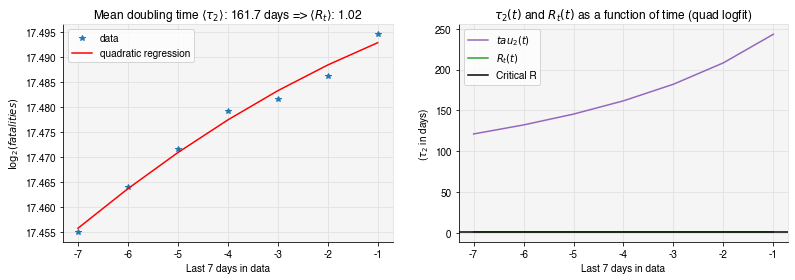 Mean doubling time ⟨τ₂⟩: 161.7 days => ⟨Rₜ⟩: 1.02
data
quadratic regression
log₂(fatalities)
17.495
17.490
17.485
17.480
17.475
17.470
17.465
17.460
17.455
-7 -6 -5 -4 -3 -2 -1
Last 7 days in data
τ₂(t) and Rₜ(t) as a function of time (quad logfit)
tau₂(t)
Rₜ(t)
Critical R
(τ₂ in days)
250
200
150
100
50
0
-7 -6 -5 -4 -3 -2 -1
Last 7 days in data